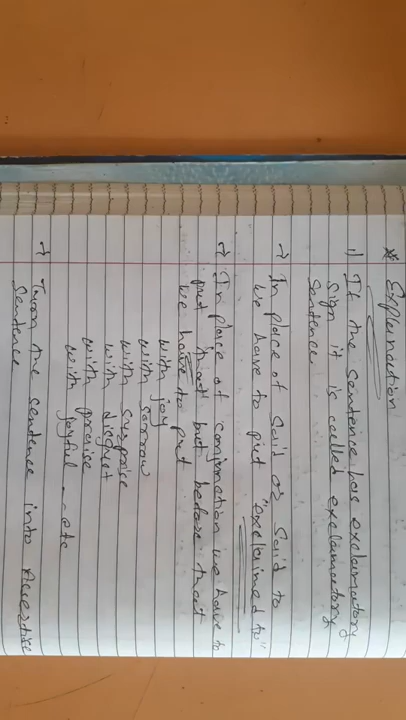 * Explanation
1) If the sentence has exclamatory
sign it is called exclamatory
sentence
→ In place of said or said to
we have to put "exclaimed to"
→ In place of conjunction we have to
put that but before that
we have to put
with joy
with sorrow
with surprise
with disgust
with praise
with joyful - etc
→ Turn the sentence into Assertive
sentence